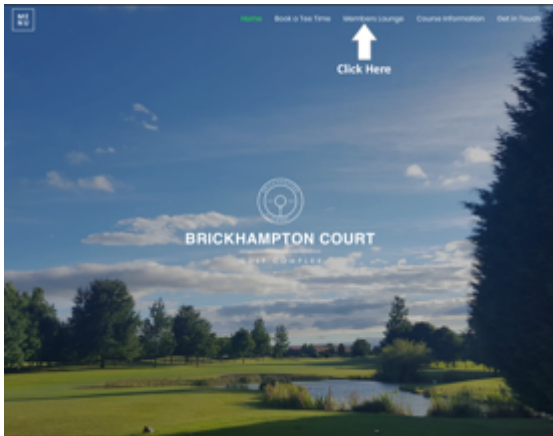 ME
NU
Home Book a Tee Time Members Lounge Course Information Get in Touch
Click Here
BRICKHAMPTON COURT
GOLF COMPLEX